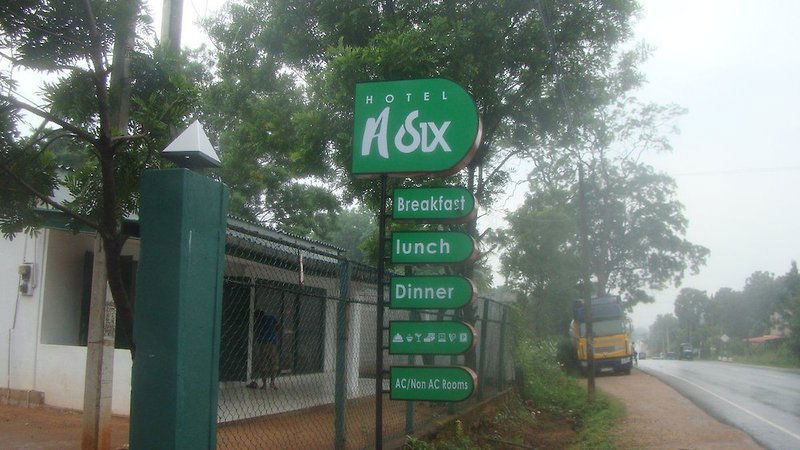 HOTEL
A SIX
Breakfast
lunch
Dinner
AC/Non AC Rooms